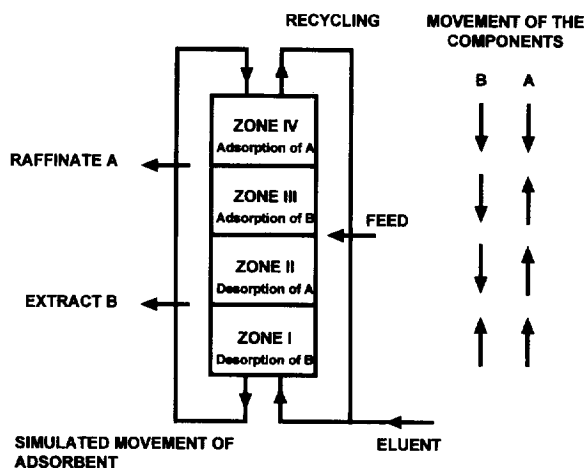 RECYCLING
MOVEMENT OF THE
COMPONENTS
B A
ZONE IV
Adsorption of A
RAFFINATE A
ZONE III
Adsorption of B
FEED
ZONE II
Desorption of A
EXTRACT B
ZONE I
Desorption of B
SIMULATED MOVEMENT OF
ADSORBENT
ELUENT